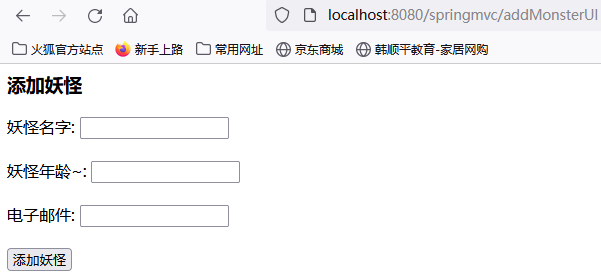 localhost:8080/springmvc/addMonsterUI
火狐官方站点 新手上路 常用网址 京东商城 韩顺平教育-家居网购
添加妖怪
妖怪名字:
妖怪年龄~:
电子邮件:
添加妖怪